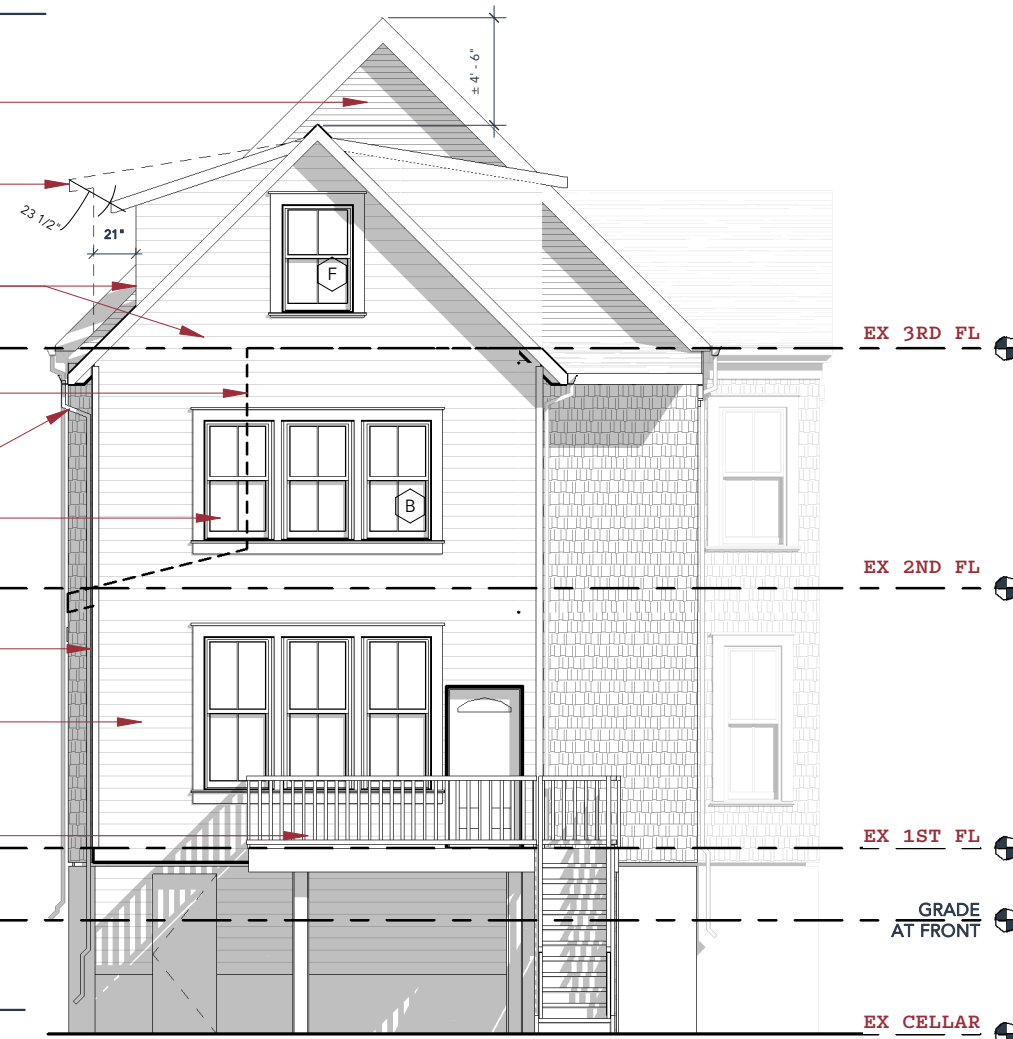 ± 4' - 6"
23 1/2"
21"
F
EX 3RD FL
B
EX 2ND FL
EX 1ST FL
GRADE
AT FRONT
EX CELLAR